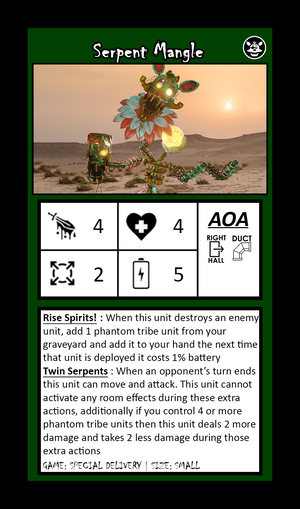 Serpent Mangle
4
4
AOA
RIGHT
HALL
DUCT
2
5
Rise Spirits! : When this unit destroys an enemy
unit, add 1 phantom tribe unit from your
graveyard and add it to your hand the next time
that unit is deployed it costs 1% battery
Twin Serpents : When an opponent's turn ends
this unit can move and attack. This unit cannot
activate any room effects during these extra
actions, additionally if you control 4 or more
phantom tribe units then this unit deals 2 more
damage and takes 2 less damage during those
extra actions
GAME: SPECIAL DELIVERY | SIZE: SMALL